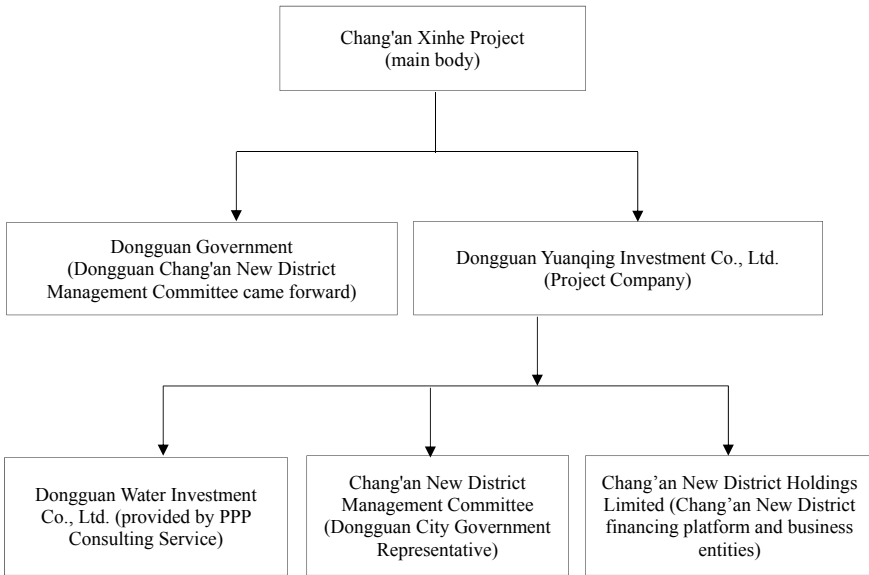 Chang'an Xinhe Project
(main body)
Dongguan Government
(Dongguan Chang'an New District
Management Committee came forward)
Dongguan Yuanqing Investment Co., Ltd.
(Project Company)
Dongguan Water Investment
Co., Ltd. (provided by PPP
Consulting Service)
Chang'an New District
Management Committee
(Dongguan City Government
Representative)
Chang’an New District Holdings
Limited (Chang’an New District
financing platform and business
entities)